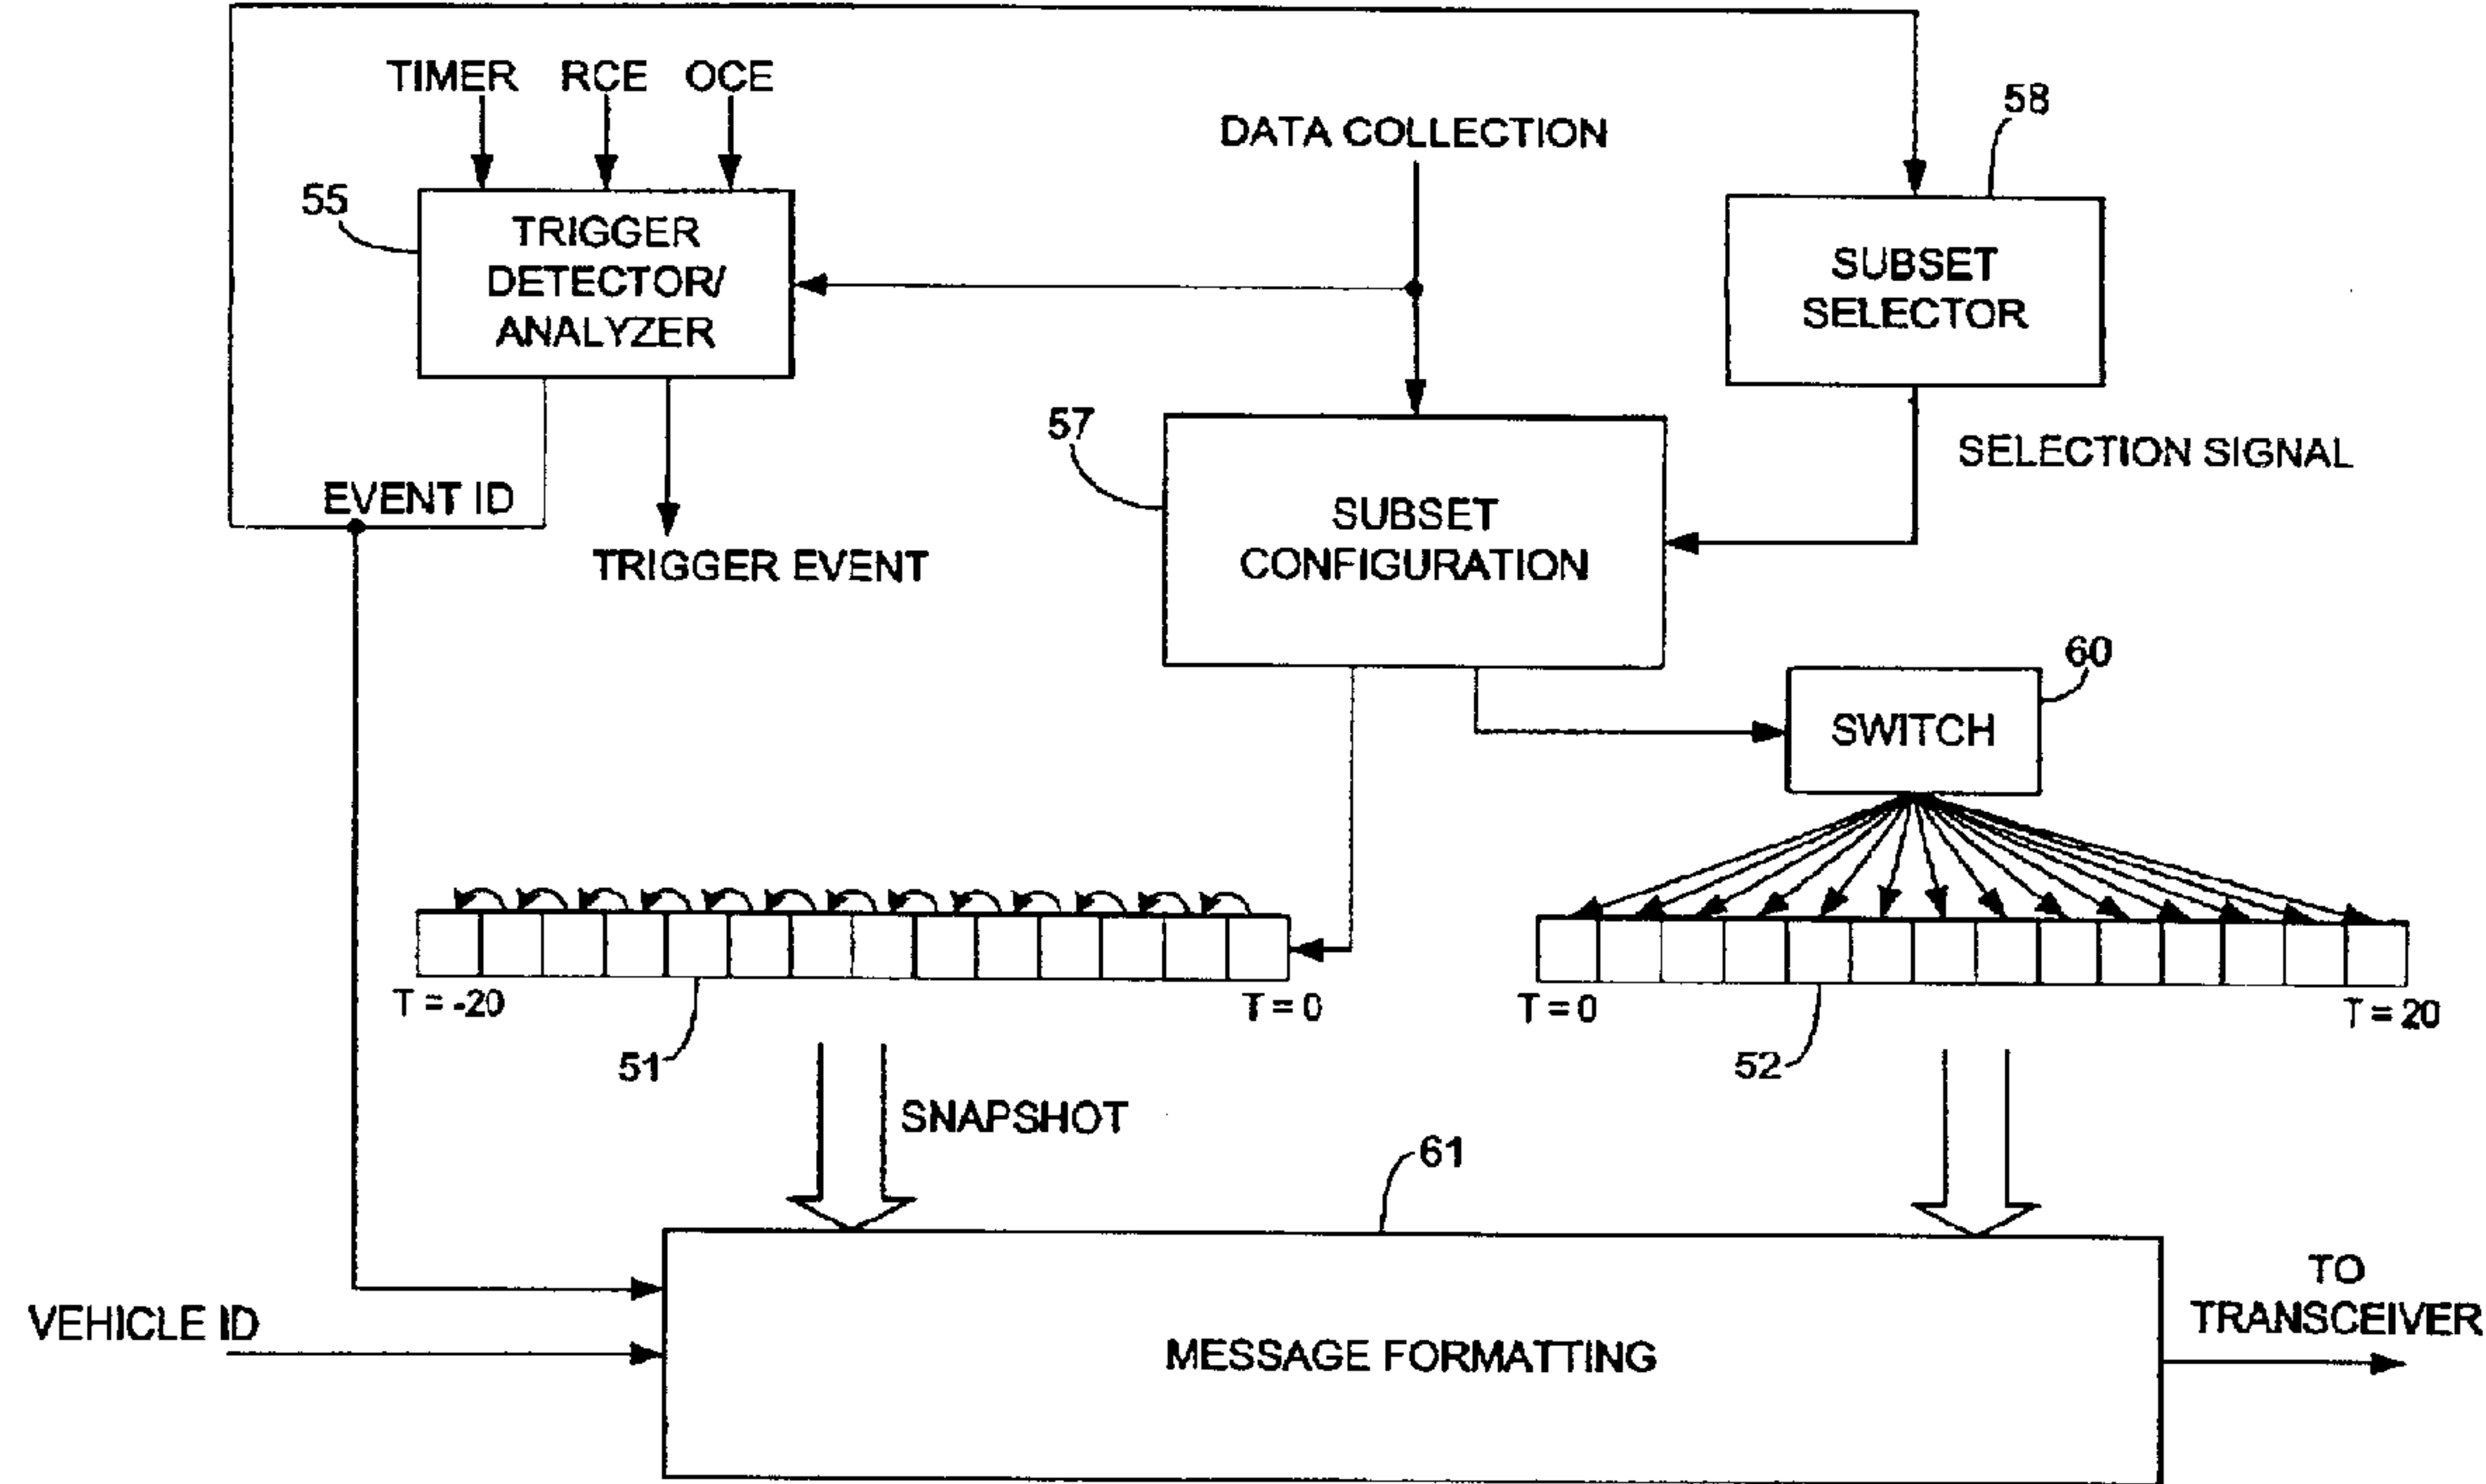 TIMER RCE OCE
DATA COLLECTION
58
55
TRIGGER
DETECTOR/
ANALYZER
SUBSET
SELECTOR
57
SELECTION SIGNAL
EVENT ID
SUBSET
CONFIGURATION
TRIGGER EVENT
60
SWITCH
T = -20
T = 0
T = 0
T = 20
51
52
SNAPSHOT
61
TO
TRANSCEIVER
VEHICLE ID
MESSAGE FORMATTING